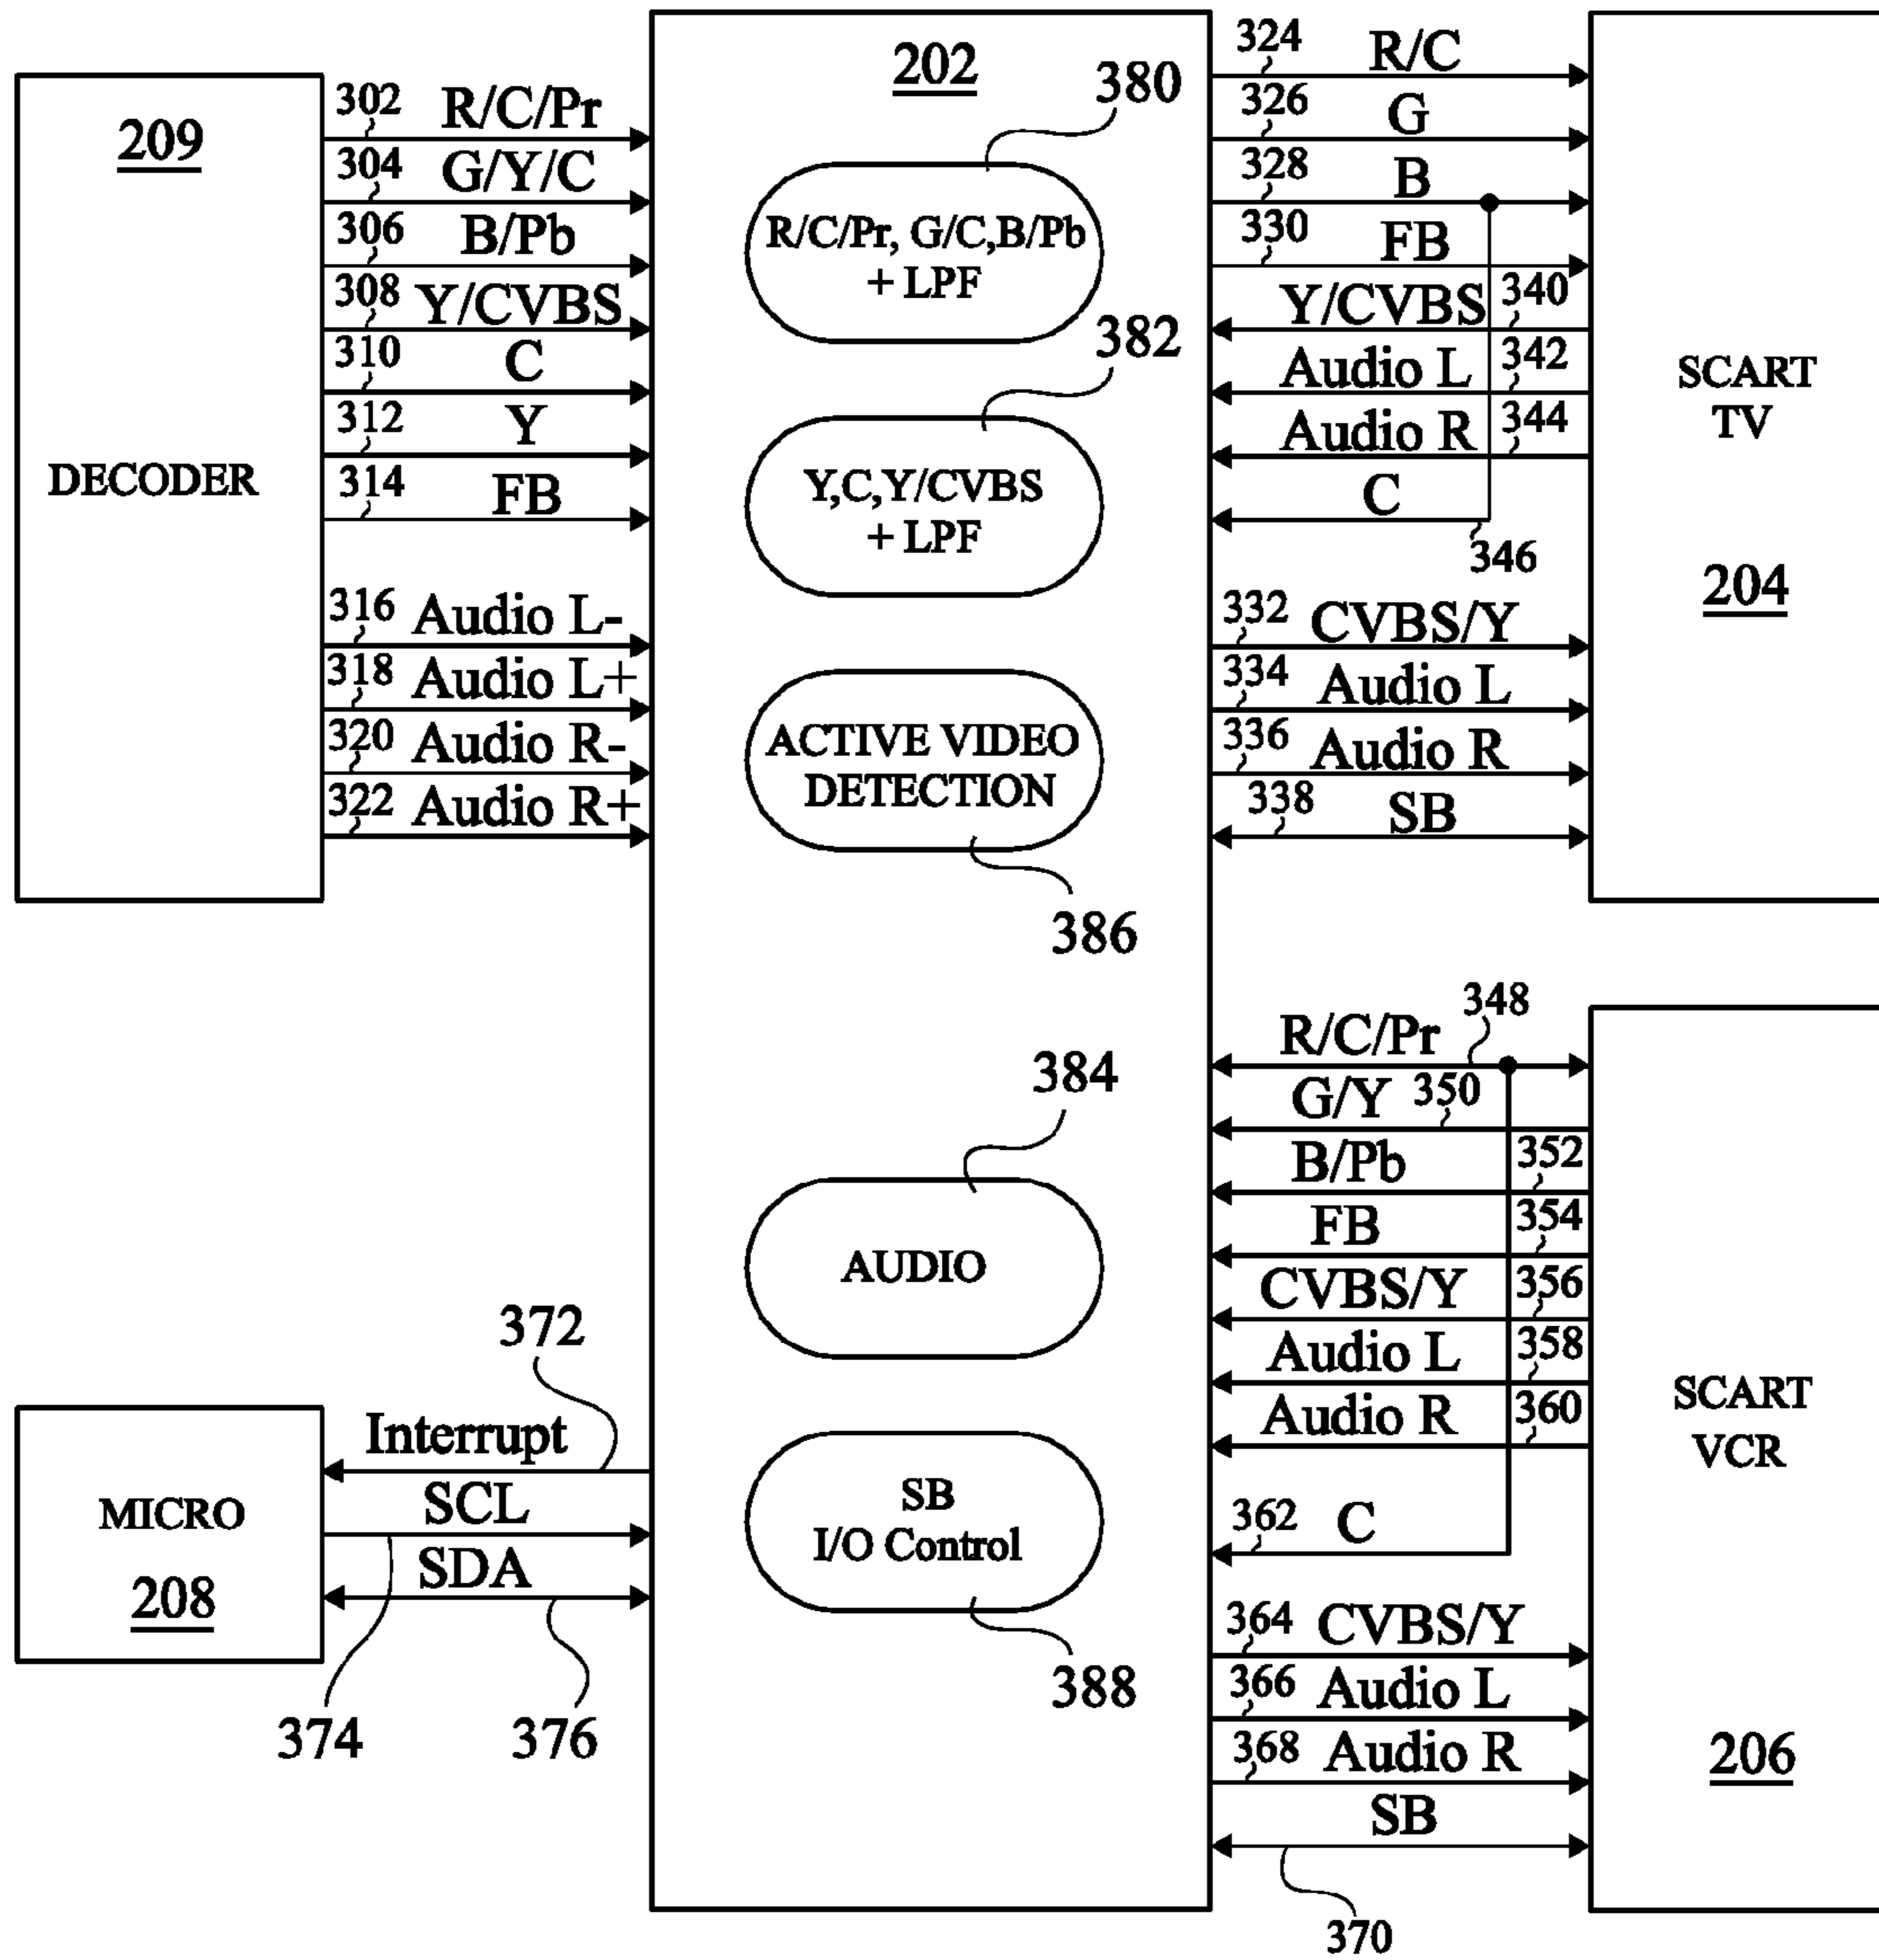 209
DECODER
302 R/C/Pr
304 G/Y/C
306 B/Pb
308 Y/CVBS
310 C
312 Y
314 FB
316 Audio L-
318 Audio L+
320 Audio R-
322 Audio R+
202
380
R/C/Pr, G/C,B/Pb
+ LPF
382
Y,C,Y/CVBS
+ LPF
ACTIVE VIDEO
DETECTION
386
384
AUDIO
SB
I/O Control
388
324 R/C
326 G
328 B
330 FB
Y/CVBS 340
Audio L 342
Audio R 344
C
346
332 CVBS/Y
334 Audio L
336 Audio R
338 SB
SCART
TV
204
R/C/Pr 348
G/Y 350
B/Pb 352
FB 354
CVBS/Y 356
Audio L 358
Audio R 360
362 C
364 CVBS/Y
366 Audio L
368 Audio R
SB
370
SCART
VCR
206
372
Interrupt
SCL
SDA
374
376
MICRO
208